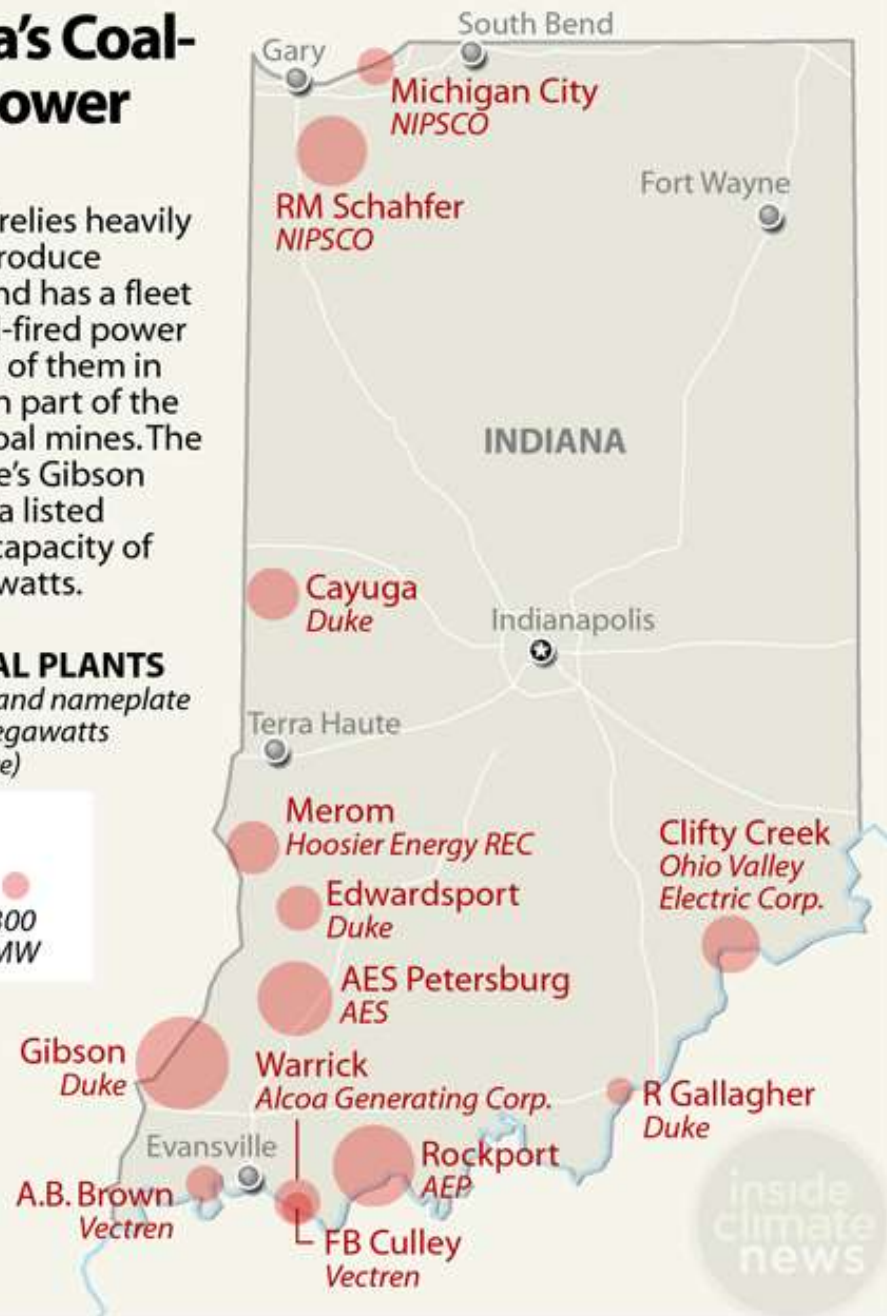 a's Coal-
ower
relies heavily
roduce
nd has a fleet
-fired power
of them in
n part of the
oal mines. The
e's Gibson
a listed
capacity of
watts.
AL PLANTS
and nameplate
egawatts
e)
300
MW
South Bend
Gary
Michigan City
NIPSCO
RM Schahfer
NIPSCO
Fort Wayne
INDIANA
Cayuga
Duke
Indianapolis
Terra Haute
Merom
Hoosier Energy REC
Edwardsport
Duke
Clifty Creek
Ohio Valley
Electric Corp.
AES Petersburg
AES
Gibson
Duke
Warrick
Alcoa Generating Corp.
R Gallagher
Duke
Evansville
Rockport
AEP
A.B. Brown
Vectren
FB Culley
Vectren
inside
climate
news